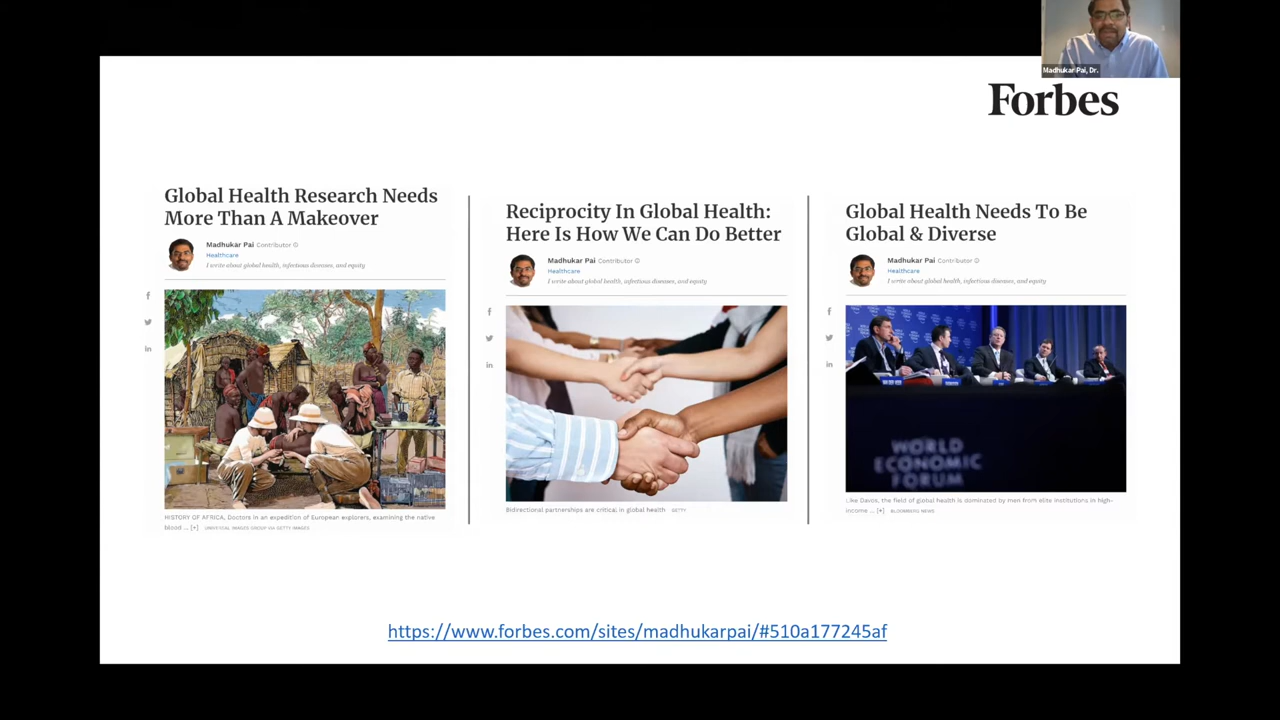 Madhukar Pai, Dr.
Forbes
Global Health Research Needs
More Than A Makeover
Madhukar Pai Contributor
Healthcare
I write about global health, infectious diseases, and equity
HISTORY OF AFRICA, Doctors in an expedition of European explorers, examining the native
blood ... [+] UNIVERSAL IMAGES GROUP VIA GETTY IMAGES
Reciprocity In Global Health:
Here Is How We Can Do Better
Madhukar Pai Contributor
Healthcare
I write about global health, infectious diseases, and equity
Bidirectional partnerships are critical in global health GETTY
Global Health Needs To Be
Global & Diverse
Madhukar Pai Contributor
Healthcare
I write about global health, infectious diseases, and equity
WORLD
ECONOMIC
FORUM
Like Davos, the field of global health is dominated by men from elite institutions in high-
income ... [+] BLOOMBERG NEWS
https://www.forbes.com/sites/madhukarpai/#510a177245af